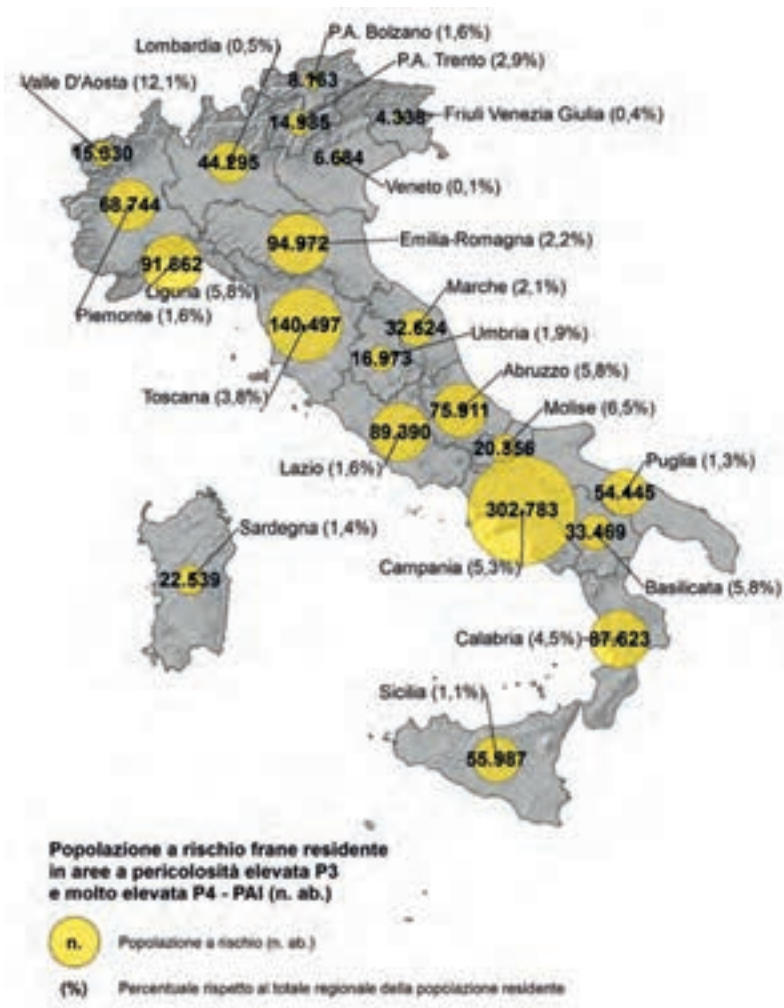 P.A. Bolzano (1,6%)
Lombardia (0,5%)
P.A. Trento (2,9%)
Valle D'Aosta (12,1%)
8.163
14.935
4.338
Friuli Venezia Giulia (0,4%)
15.930
44.295
6.684
Veneto (0,1%)
68.744
94.972
Emilia-Romagna (2,2%)
91.862
Liguria (5,8%)
Marche (2,1%)
Piemonte (1,6%)
140.497
32.624
Umbria (1,9%)
16.973
Abruzzo (5,8%)
Toscana (3,8%)
75.911
Molise (6,5%)
89.390
20.356
Lazio (1,6%)
Puglia (1,3%)
54.445
302.783
Sardegna (1,4%)
33.469
22.539
Campania (5,3%)
Basilicata (5,8%)
Calabria (4,5%)
87.623
Sicilia (1,1%)
55.987
Popolazione a rischio frane residente
in aree a pericolosità elevata P3
e molto elevata P4 - PAI (n. ab.)
n.
Popolazione a rischio (n. ab.)
(%)
Percentuale rispetto al totale regionale della popolazione residente